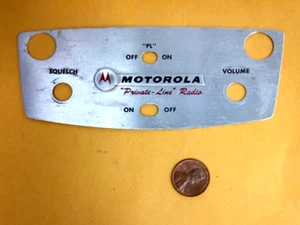 "PL"
OFF ON
SQUELCH VOLUME
MOTOROLA
"Private-Line" Radio
ON OFF